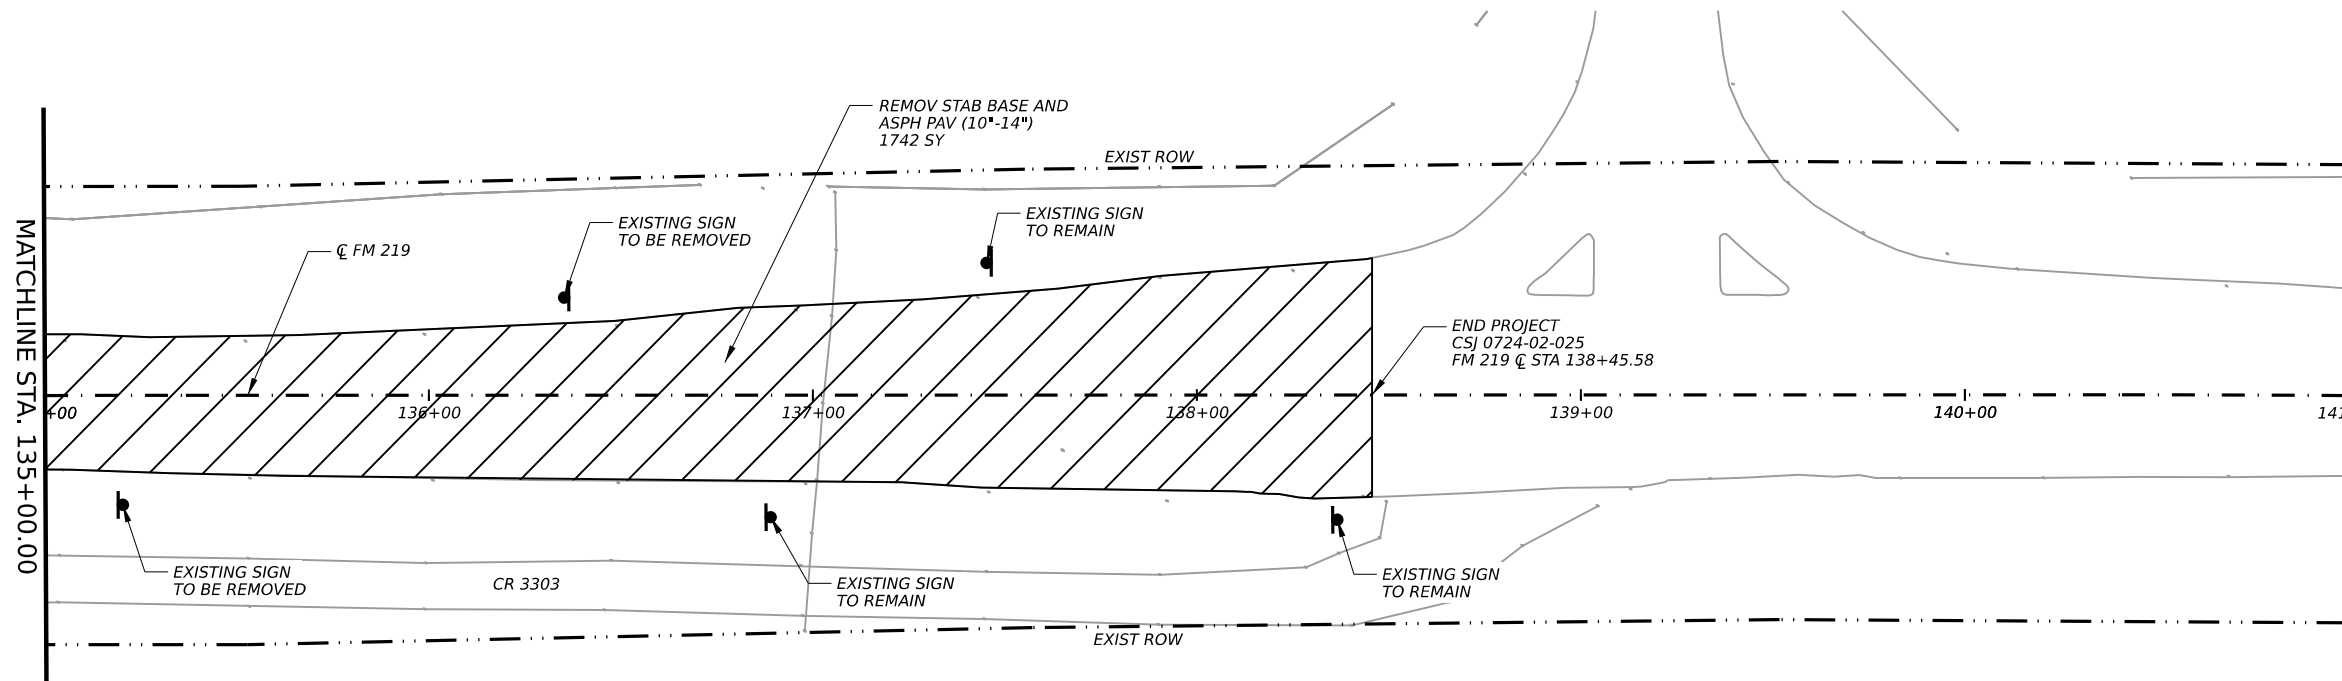 REMOV STAB BASE AND
ASPH PAV (10"-14")
1742 SY
EXIST ROW
EXISTING SIGN
TO BE REMOVED
EXISTING SIGN
TO REMAIN
℄ FM 219
MATCHLINE STA. 135+00.00
END PROJECT
CSJ 0724-02-025
FM 219 ℄ STA 138+45.58
+00
136+00
137+00
138+00
139+00
140+00
141
EXISTING SIGN
TO BE REMOVED
CR 3303
EXISTING SIGN
TO REMAIN
EXISTING SIGN
TO REMAIN
EXIST ROW